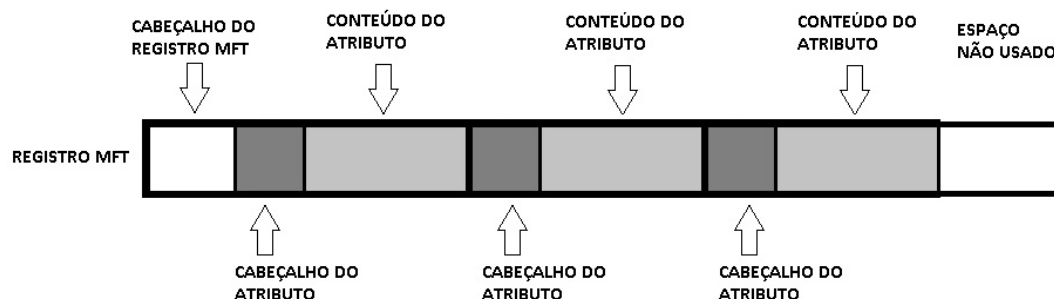 CABEÇALHO DO
REGISTRO MFT
CONTEÚDO DO
ATRIBUTO
CONTEÚDO DO
ATRIBUTO
CONTEÚDO DO
ATRIBUTO
ESPAÇO
NÃO USADO
REGISTRO MFT
CABEÇALHO DO
ATRIBUTO
CABEÇALHO DO
ATRIBUTO
CABEÇALHO DO
ATRIBUTO